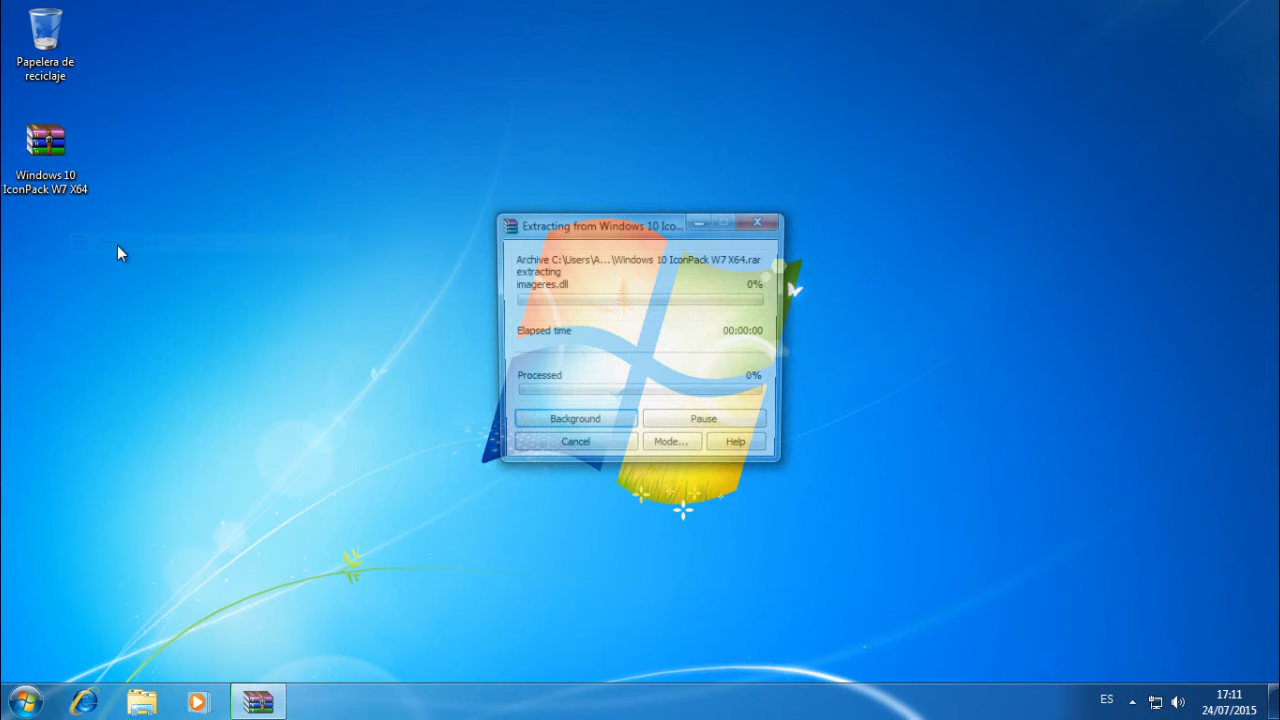 Papelera de
reciclaje
Windows 10
IconPack W7 X64
Extracting from Windows 10 Ico...
Archive C:\Users\A...\Windows 10 IconPack W7 X64.rar
extracting
imageres.dll 0%
Elapsed time 00:00:00
Processed 0%
Background Pause
Cancel Mode... Help
ES
17:11
24/07/2015